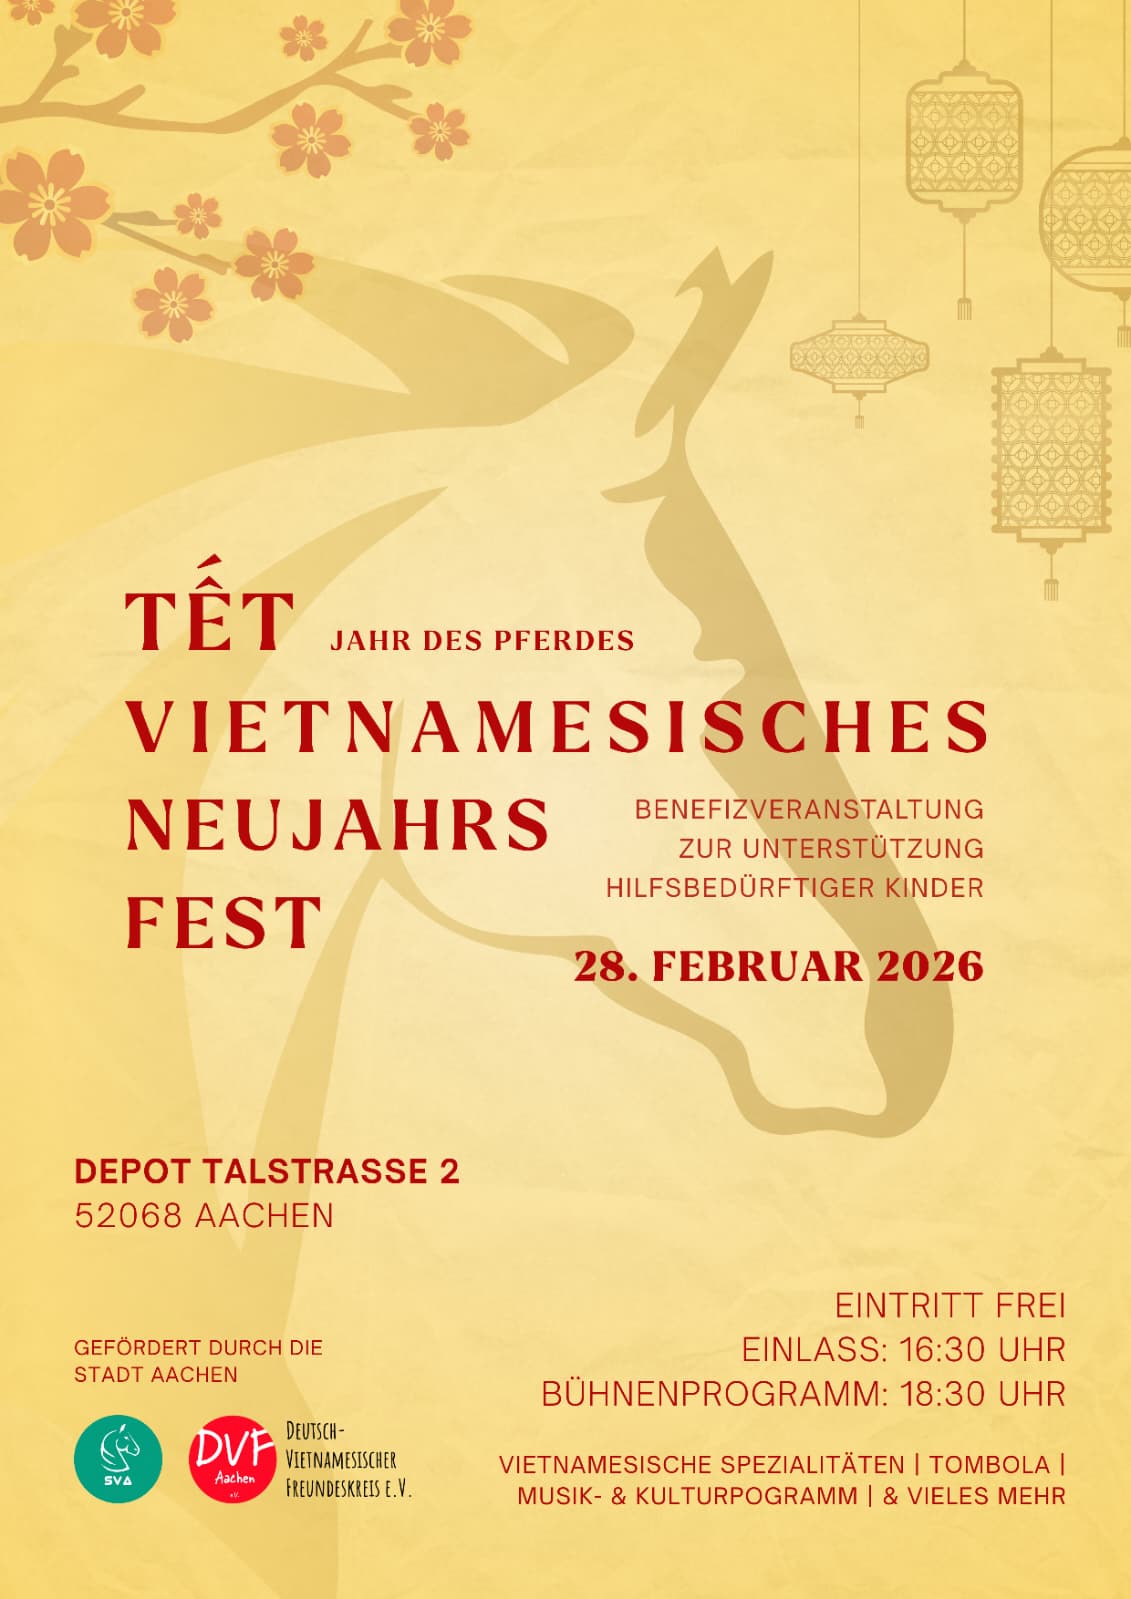 TẾT
JAHR DES PFERDES
VIETNAMESISCHES
NEUJAHRS
FEST
BENEFIZVERANSTALTUNG
ZUR UNTERSTÜTZUNG
HILFSBEDÜRFTIGER KINDER
28. FEBRUAR 2026
DEPOT TALSTRASSE 2
52068 AACHEN
EINTRITT FREI
EINLASS: 16:30 UHR
BÜHNENPROGRAMM: 18:30 UHR
GEFÖRDERT DURCH DIE
STADT AACHEN
SVA
DVF
Aachen
e.V.
DEUTSCH-
VIETNAMESISCHER
FREUNDESKREIS E.V.
VIETNAMESISCHE SPEZIALITÄTEN | TOMBOLA |
MUSIK- & KULTURPOGRAMM | & VIELES MEHR